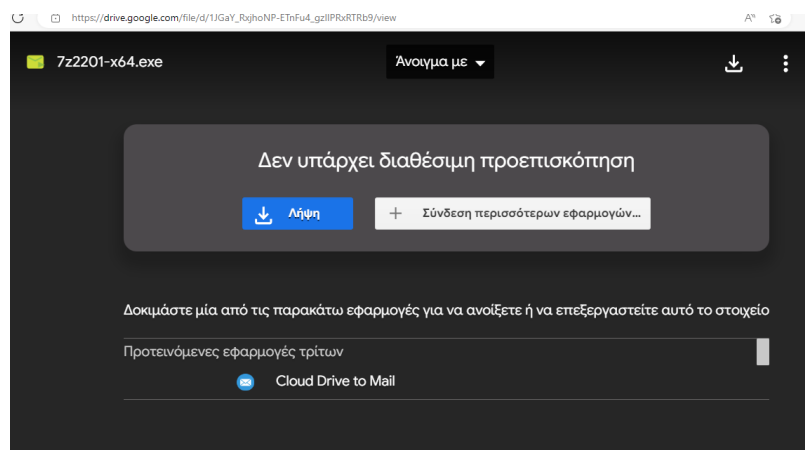 https://drive.google.com/file/d/1JGaY_RxjhoNP-ETnFu4_gzIIPRxRTRb9/view
7z2201-x64.exe
Άνοιγμα με
Δεν υπάρχει διαθέσιμη προεπισκόπηση
Λήψη
Σύνδεση περισσότερων εφαρμογών...
Δοκιμάστε μία από τις παρακάτω εφαρμογές για να ανοίξετε ή να επεξεργαστείτε αυτό το στοιχείο
Προτεινόμενες εφαρμογές τρίτων
Cloud Drive to Mail